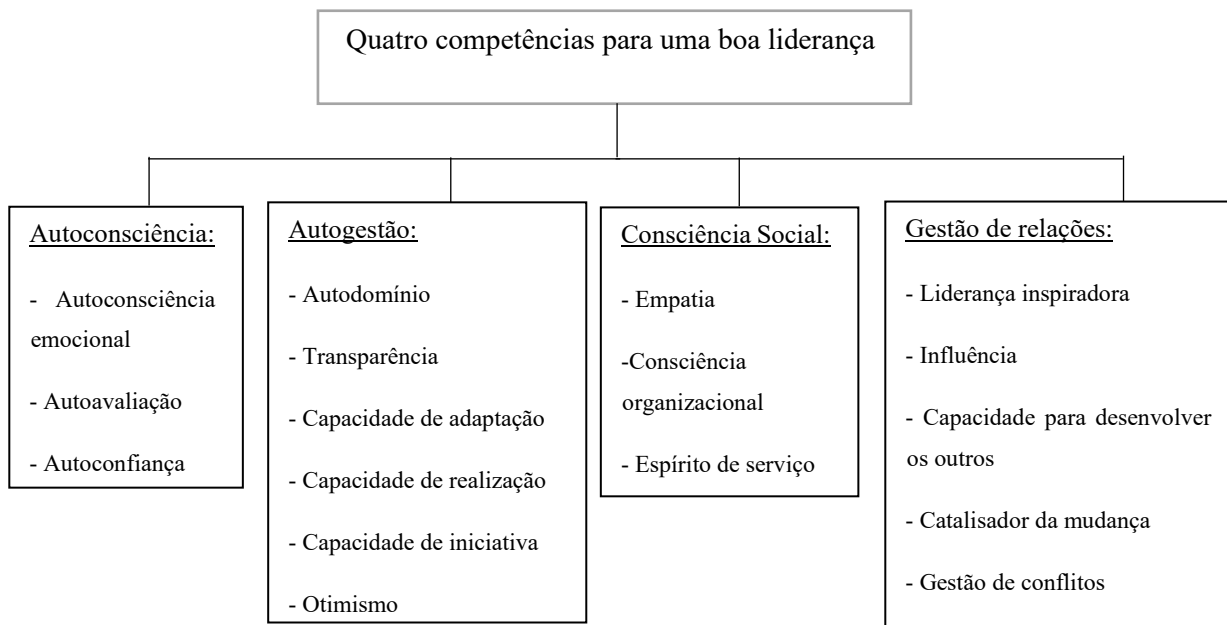 Quatro competências para uma boa liderança
Autoconsciência:
- Autoconsciência
emocional
- Autoavaliação
- Autoconfiança
Autogestão:
- Autodomínio
- Transparência
- Capacidade de adaptação
- Capacidade de realização
- Capacidade de iniciativa
- Otimismo
Consciência Social:
- Empatia
-Consciência
organizacional
- Espírito de serviço
Gestão de relações:
- Liderança inspiradora
- Influência
- Capacidade para desenvolver
os outros
- Catalisador da mudança
- Gestão de conflitos